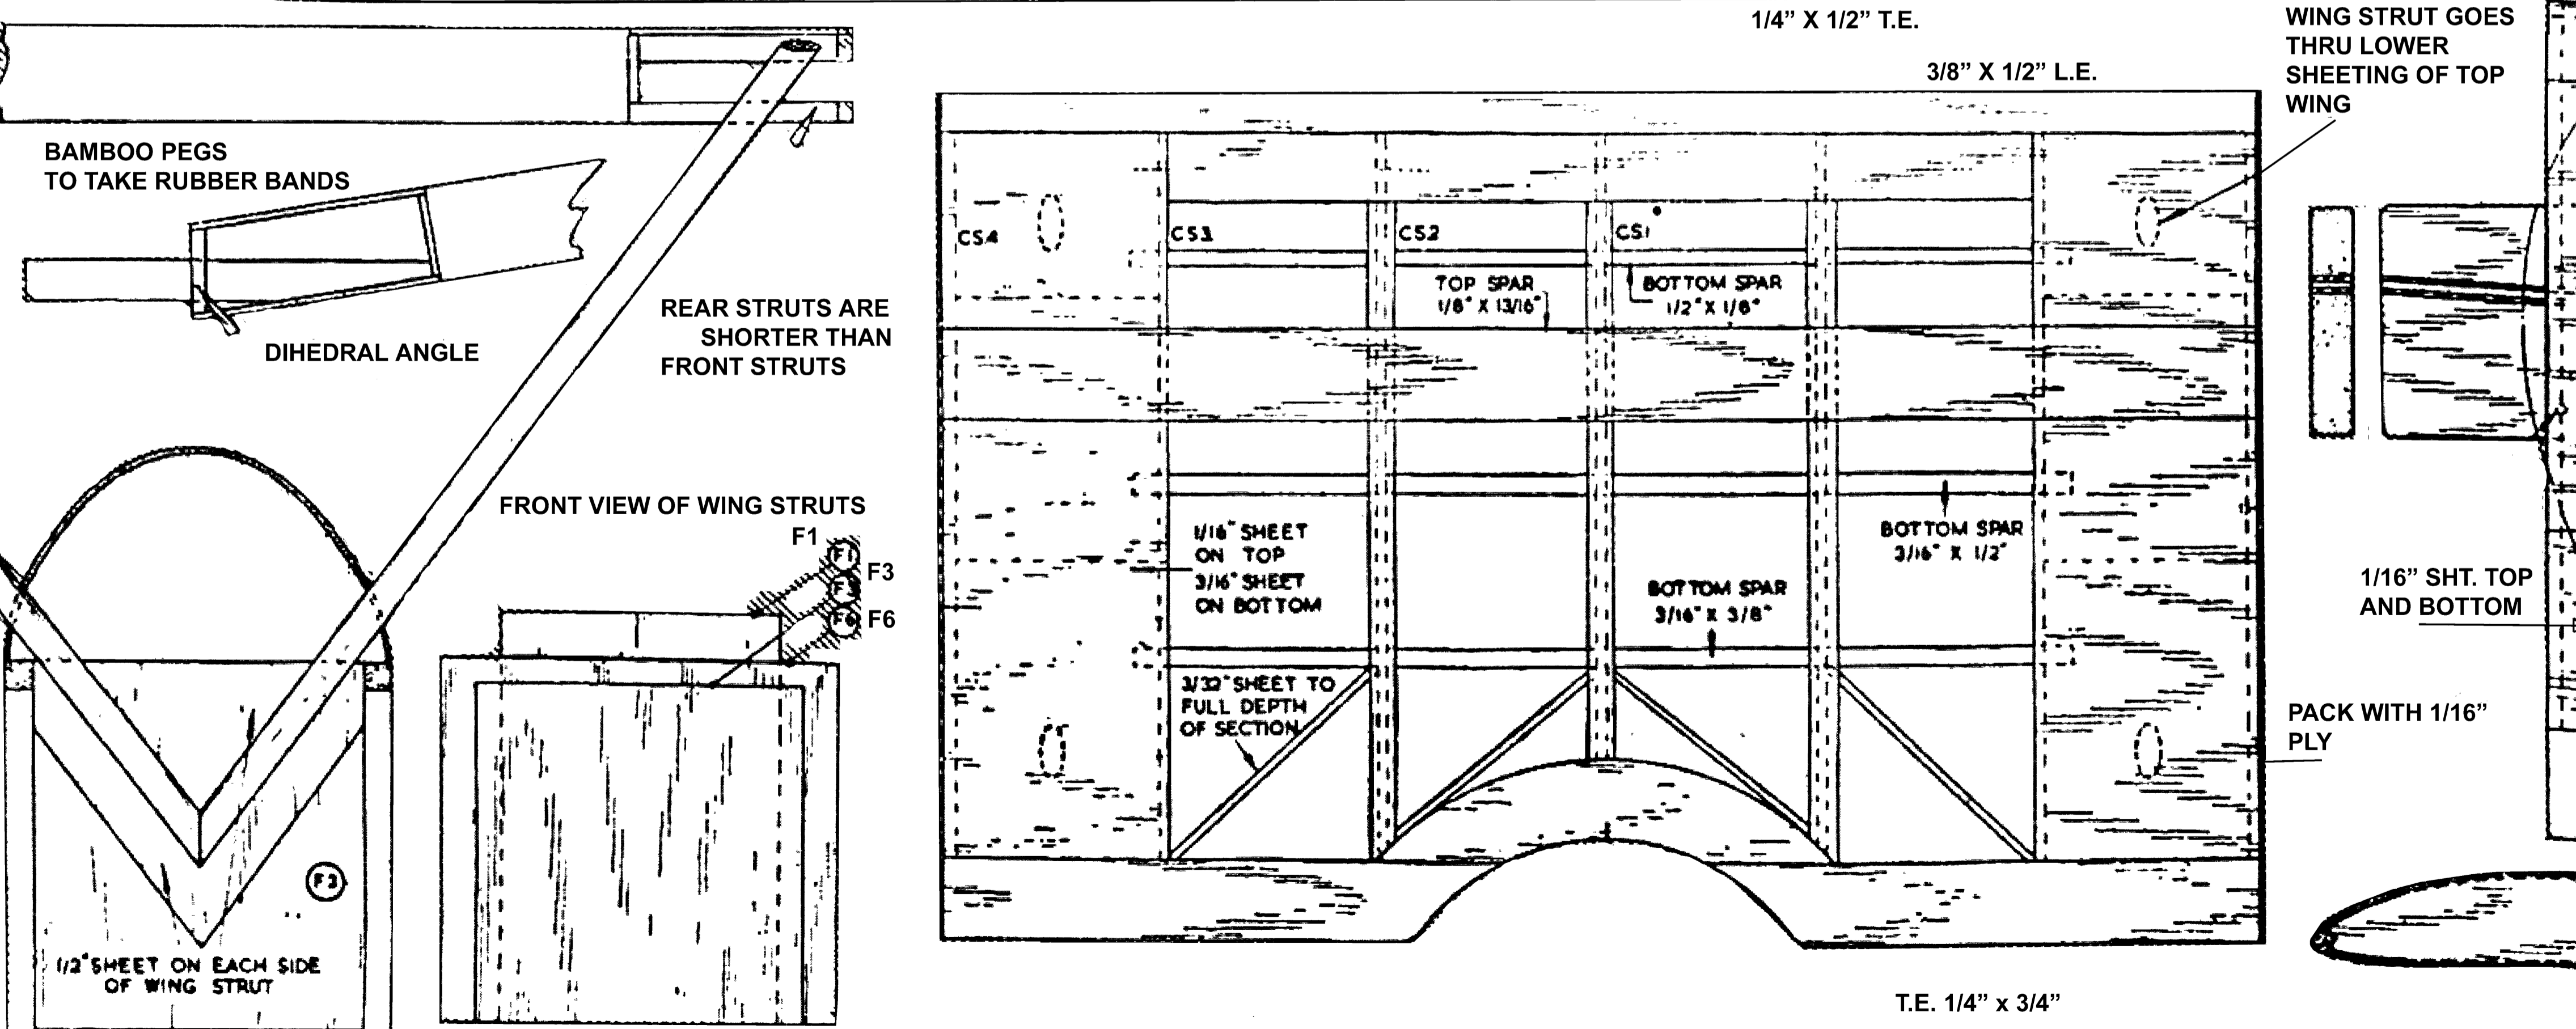 1/4” X 1/2” T.E.
3/8” X 1/2” L.E.
WING STRUT GOES
THRU LOWER
SHEETING OF TOP
WING
BAMBOO PEGS
TO TAKE RUBBER BANDS
DIHEDRAL ANGLE
REAR STRUTS ARE
SHORTER THAN
FRONT STRUTS
FRONT VIEW OF WING STRUTS
F1
F1
F3
F6
F6
F3
1/2" SHEET ON EACH SIDE
OF WING STRUT
CS4
CS3
CS2
CS1
TOP SPAR
1/8" X 13/16"
BOTTOM SPAR
1/2" X 1/8"
1/16" SHEET
ON TOP
3/16" SHEET
ON BOTTOM
BOTTOM SPAR
3/16" X 1/2"
BOTTOM SPAR
3/16" X 3/8"
3/32" SHEET TO
FULL DEPTH
OF SECTION
1/16” SHT. TOP
AND BOTTOM
PACK WITH 1/16”
PLY
T.E. 1/4” x 3/4”